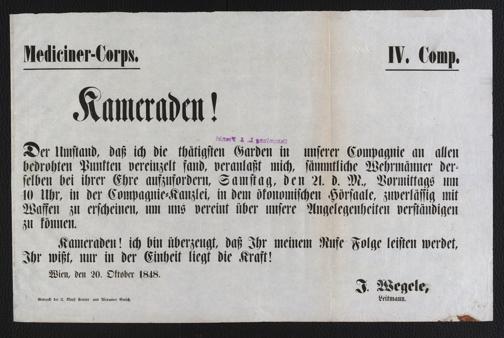 Mediciner-Corps. IV. Comp.
Kameraden!
Der Umstand, daß ich die thätigsten Garden in unserer Compagnie an allen
bedrohten Punkten vereinzelt fand, veranlaßt mich, sämmtliche Wehrmänner der-
selben bei ihrer Ehre aufzufordern, Samstag, den 21. d. M., Vormittags um
10 Uhr, in der Compagnie-Kanzlei, in dem ökonomischen Hörsaale, zuverläßig mit
Waffen zu erscheinen, um uns vereint über unsere Angelegenheiten verständigen
zu können.
Kameraden! ich bin überzeugt, daß Ihr meinem Rufe Folge leisten werdet,
Ihr wißt, nur in der Einheit liegt die Kraft!
Wien, den 20. Oktober 1848.
J. Wegele,
Leitmann.
Gedruckt bei und